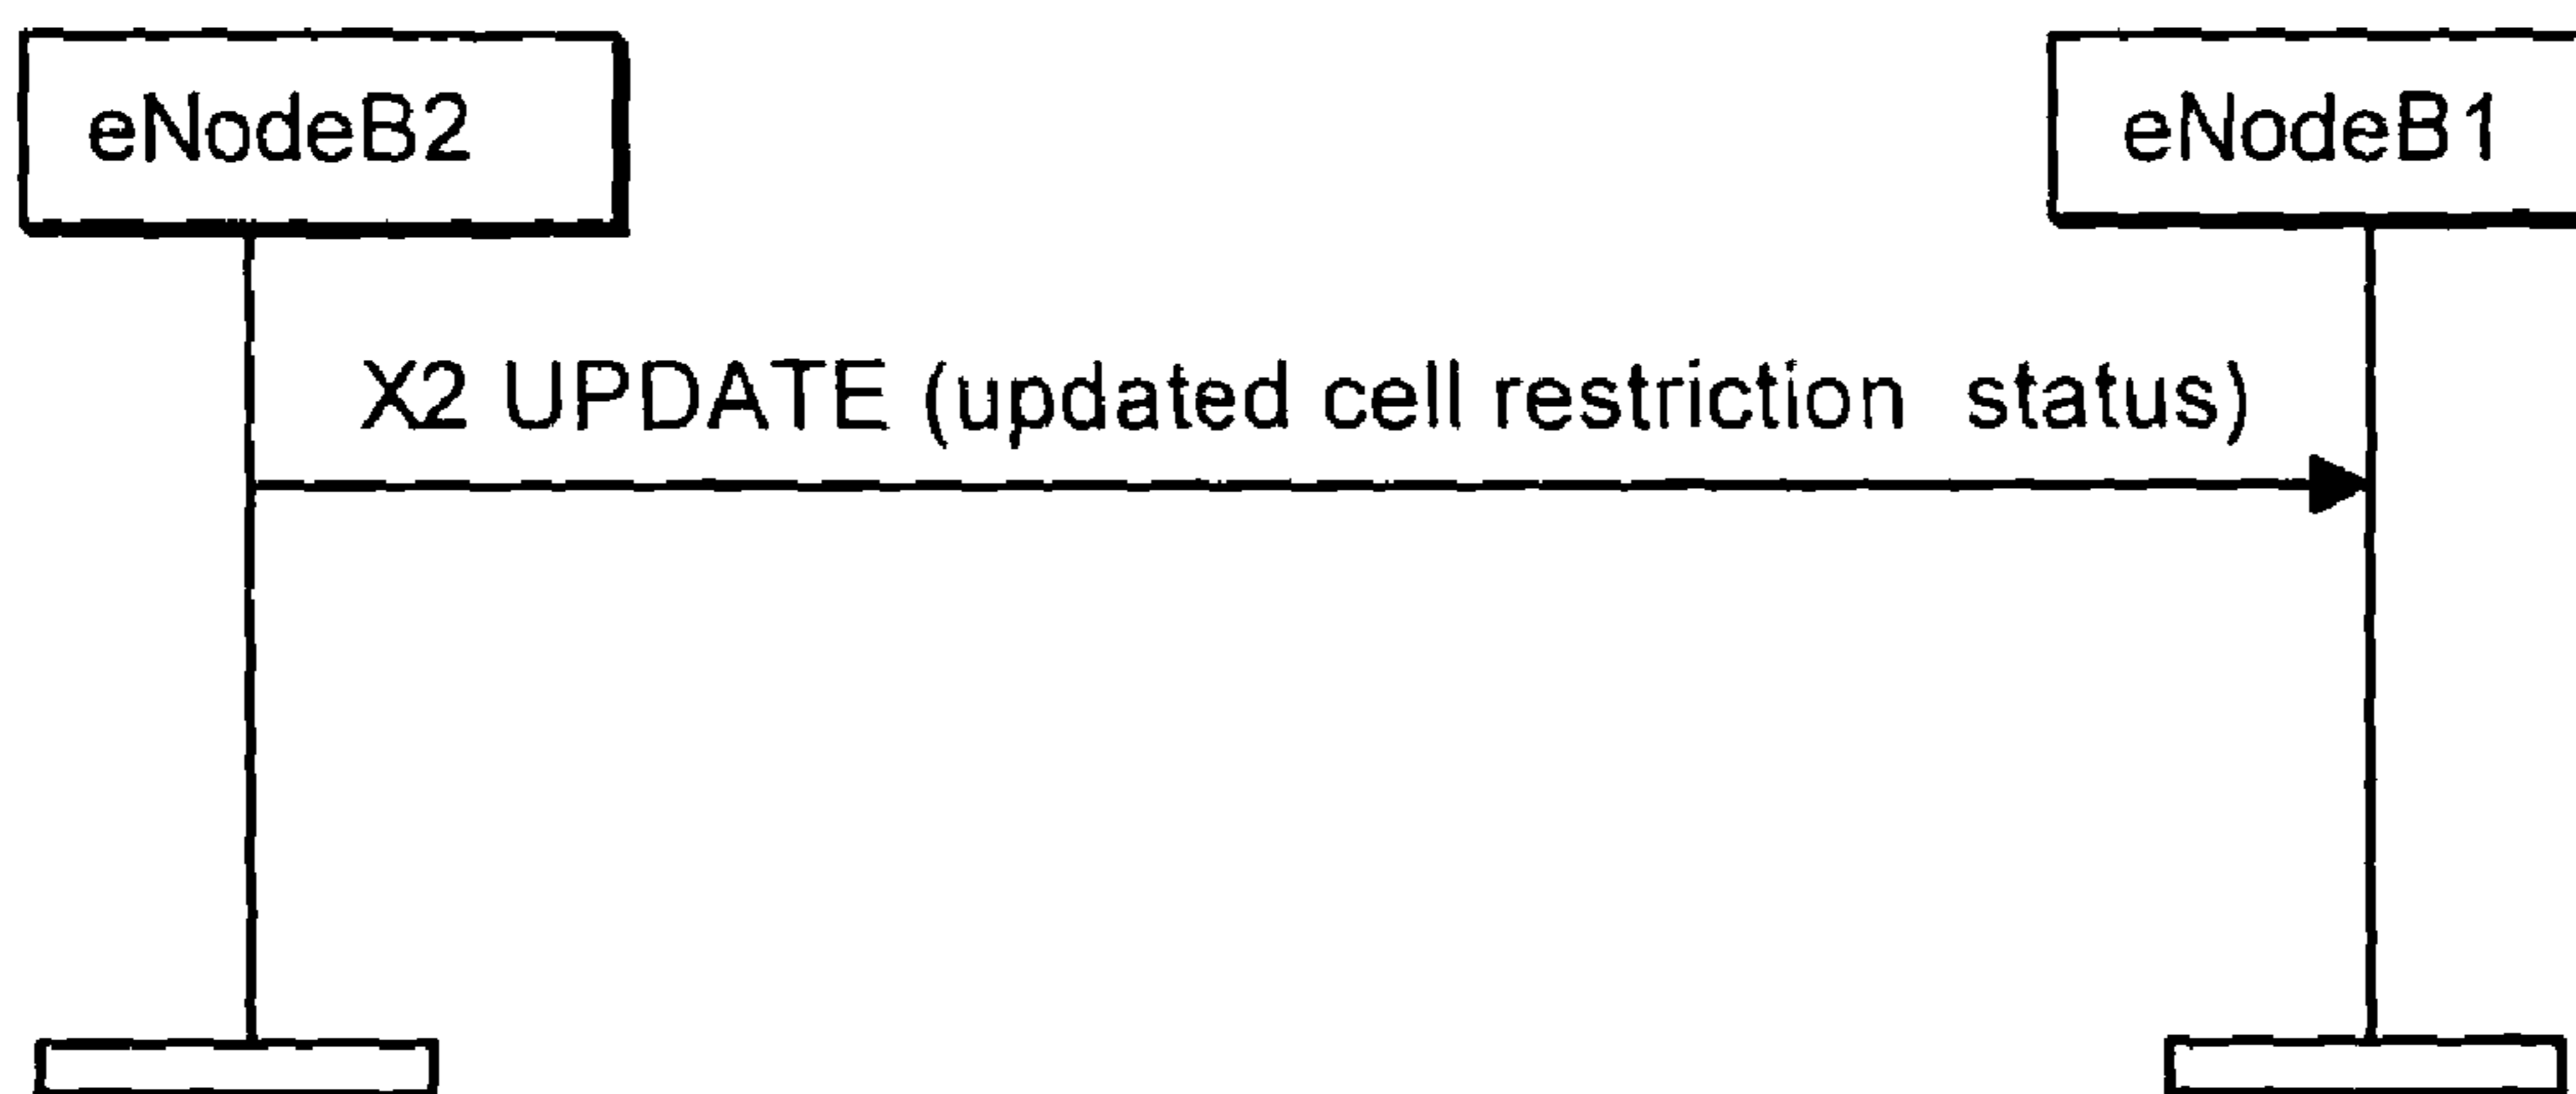 eNodeB2
eNodeB1
X2 UPDATE (updated cell restriction status)